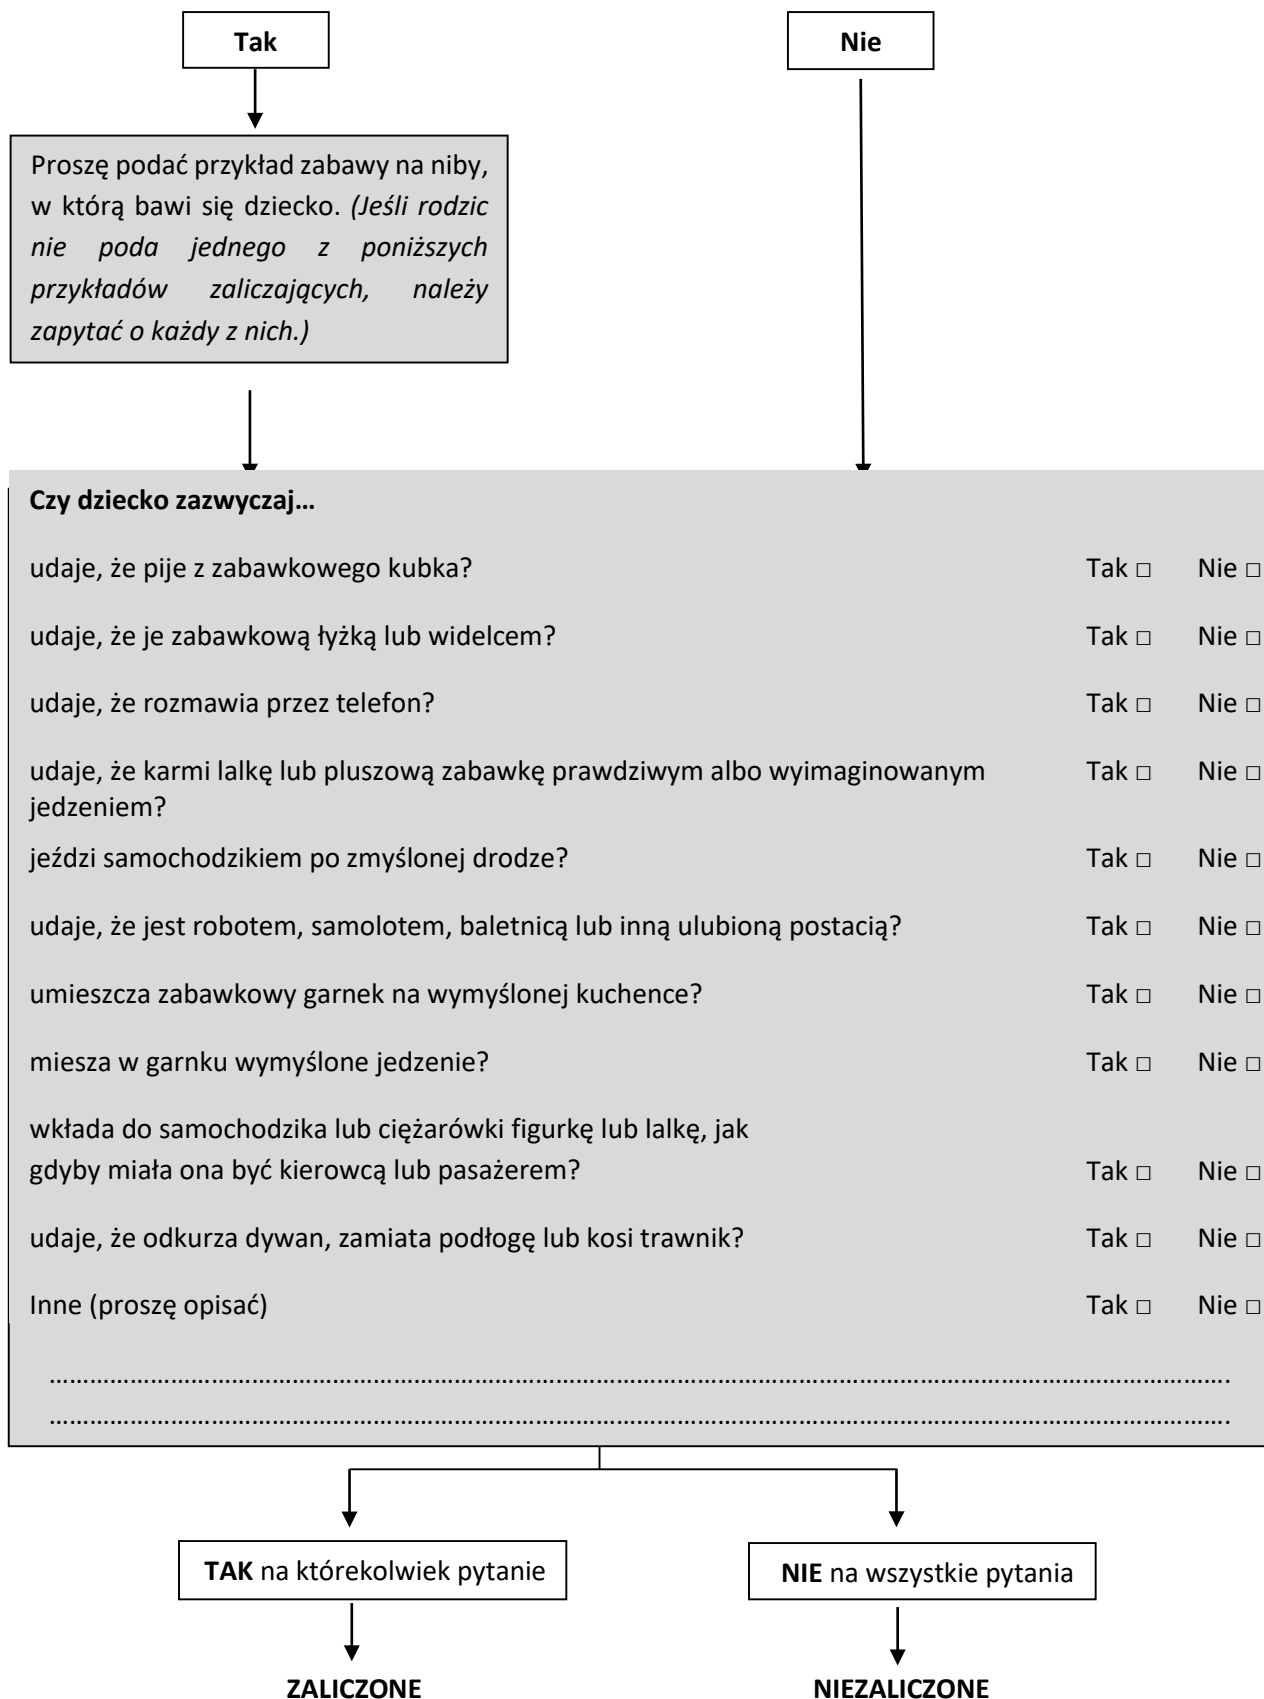 Tak
Nie
Proszę podać przykład zabawy na niby,
w którą bawi się dziecko. (Jeśli rodzic
nie poda jednego z poniższych
przykładów zaliczających, należy
zapytać o każdy z nich.)
Czy dziecko zazwyczaj…
udaje, że pije z zabawkowego kubka? Tak □ Nie □
udaje, że je zabawkową łyżką lub widelcem? Tak □ Nie □
udaje, że rozmawia przez telefon? Tak □ Nie □
udaje, że karmi lalkę lub pluszową zabawkę prawdziwym albo wyimaginowanym Tak □ Nie □
jedzeniem?
jeździ samochodzikiem po zmyślonej drodze? Tak □ Nie □
udaje, że jest robotem, samolotem, baletnicą lub inną ulubioną postacią? Tak □ Nie □
umieszcza zabawkowy garnek na wymyślonej kuchence? Tak □ Nie □
miesza w garnku wymyślone jedzenie? Tak □ Nie □
wkłada do samochodzika lub ciężarówki figurkę lub lalkę, jak
gdyby miała ona być kierowcą lub pasażerem? Tak □ Nie □
udaje, że odkurza dywan, zamiata podłogę lub kosi trawnik? Tak □ Nie □
Inne (proszę opisać) Tak □ Nie □
……………………………………………………………………………………………………………………………………………………….
……………………………………………………………………………………………………………………………………………………….
TAK na którekolwiek pytanie
NIE na wszystkie pytania
ZALICZONE
NIEZALICZONE